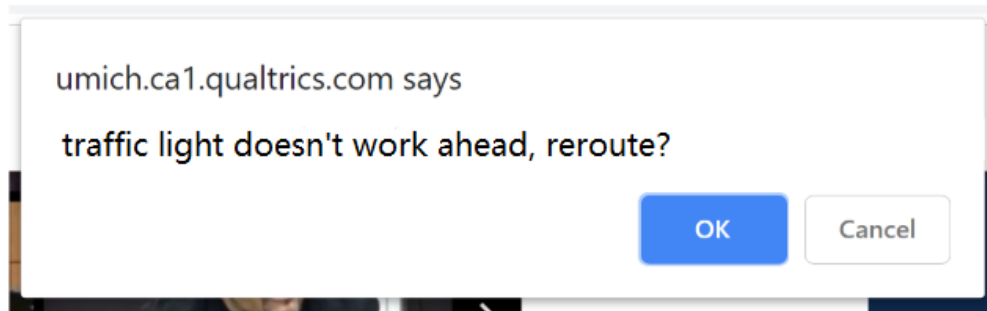 umich.ca1.qualtrics.com says
traffic light doesn't work ahead, reroute?
OK
Cancel